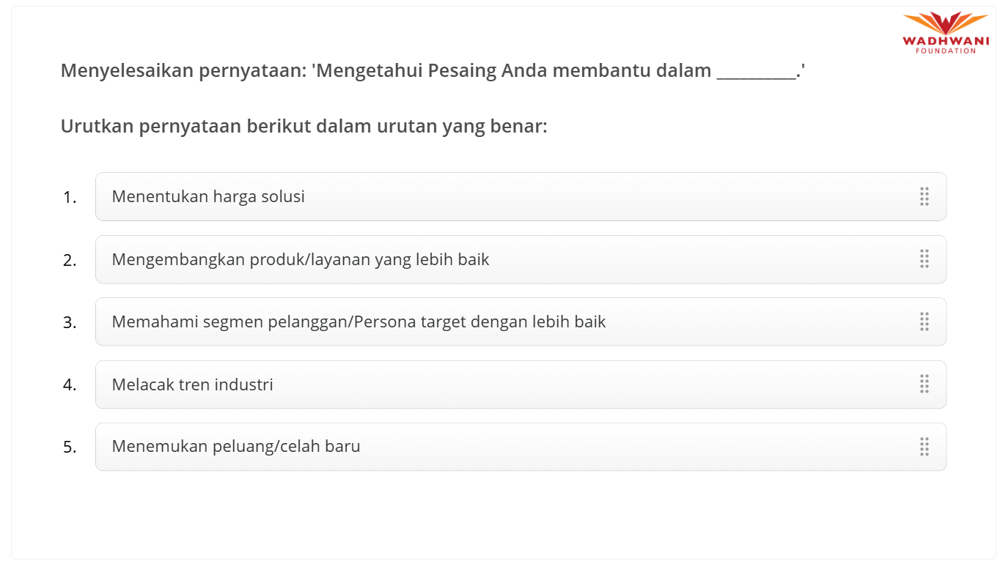 WADHWANI
FOUNDATION
Menyelesaikan pernyataan: 'Mengetahui Pesaing Anda membantu dalam __________.'
Urutkan pernyataan berikut dalam urutan yang benar:
1. Menentukan harga solusi
2. Mengembangkan produk/layanan yang lebih baik
3. Memahami segmen pelanggan/Persona target dengan lebih baik
4. Melacak tren industri
5. Menemukan peluang/celah baru